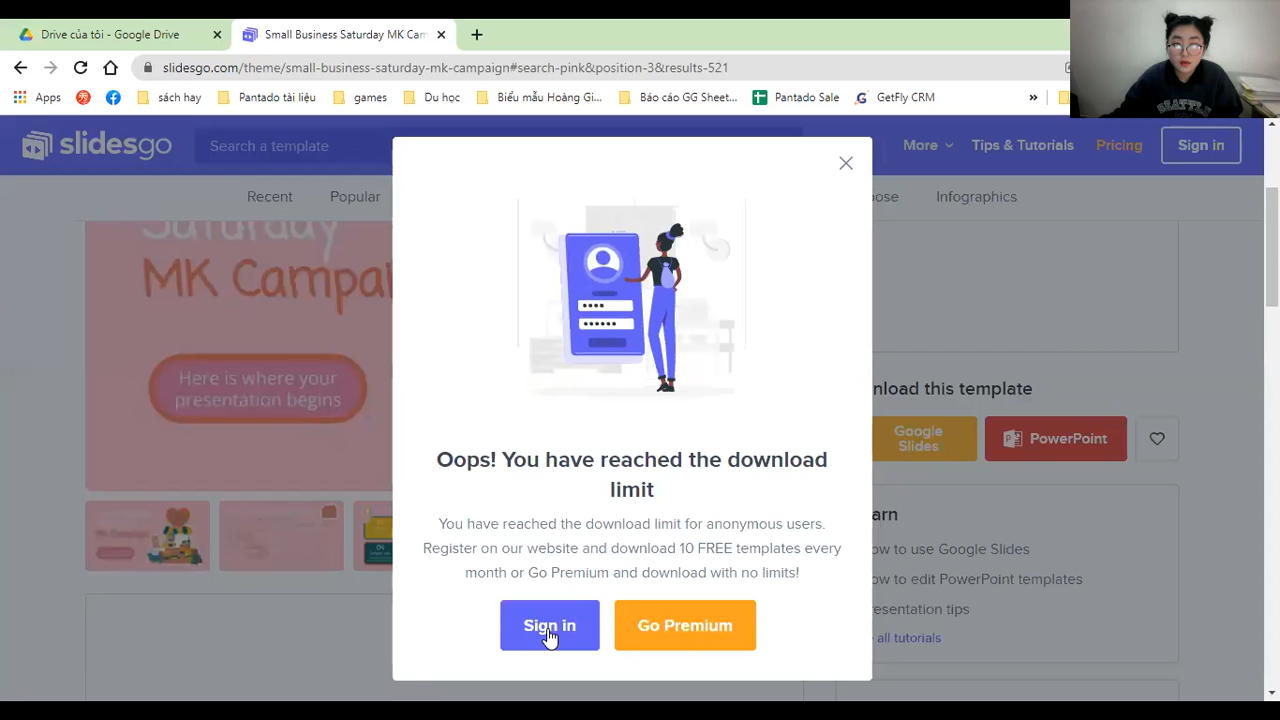 Drive của tôi - Google Drive
Small Business Saturday MK Cam
slidesgo.com/theme/small-business-saturday-mk-campaign#search-pink&position-3&results-521
Apps
sách hay
Pantado tài liệu
games
Du học
Biểu mẫu Hoàng Gi...
Báo cáo GG Sheet...
Pantado Sale
GetFly CRM
»
SEATTLE
slidesgo
Search a template
More
Tips & Tutorials
Pricing
Sign in
Recent
Popular
ose
Infographics
Saturday
MK Campai
Here is where your
presentation begins
nload this template
Google
Slides
PowerPoint
Oops! You have reached the download
limit
You have reached the download limit for anonymous users.
Register on our website and download 10 FREE templates every
month or Go Premium and download with no limits!
Sign in
Go Premium
arn
ow to use Google Slides
ow to edit PowerPoint templates
resentation tips
all tutorials